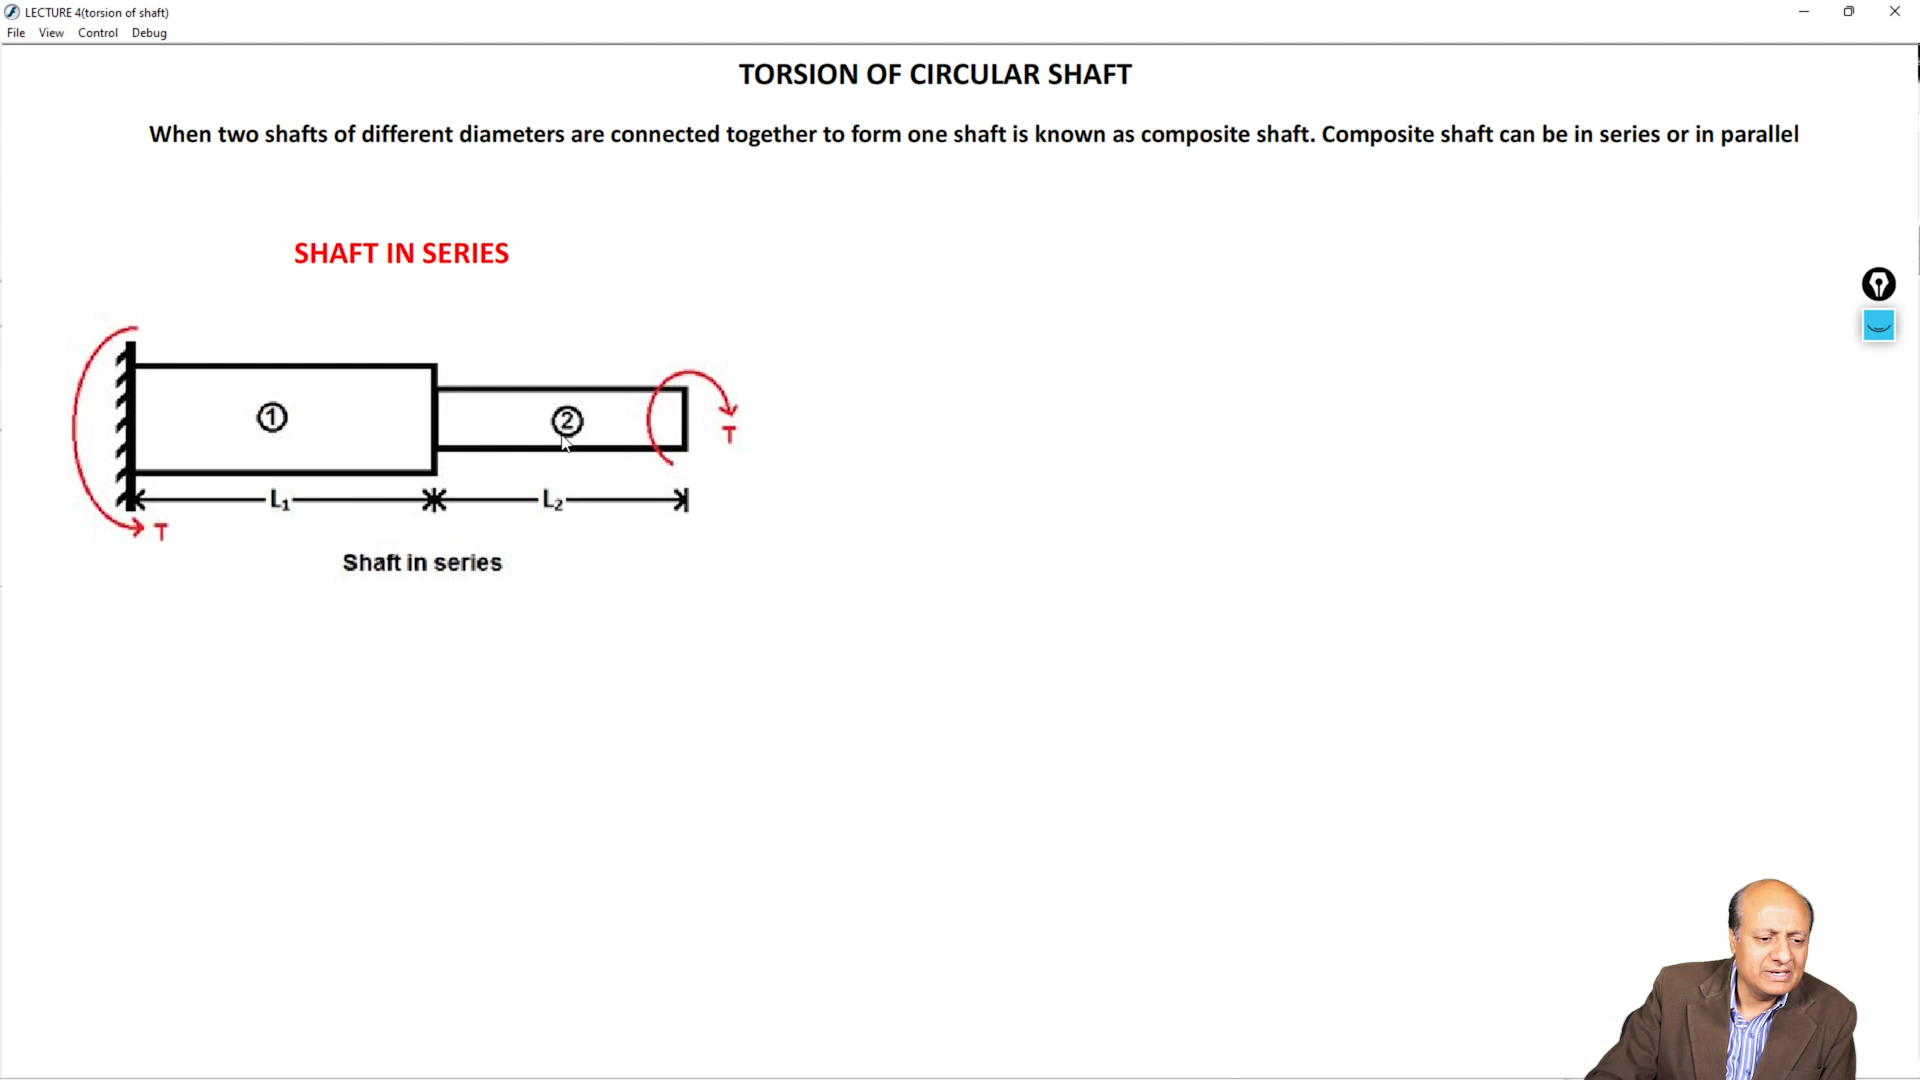 LECTURE 4(torsion of shaft)
File View Control Debug
TORSION OF CIRCULAR SHAFT
When two shafts of different diameters are connected together to form one shaft is known as composite shaft. Composite shaft can be in series or in parallel
SHAFT IN SERIES
1 2
T
L₁ L₂
T
Shaft in series